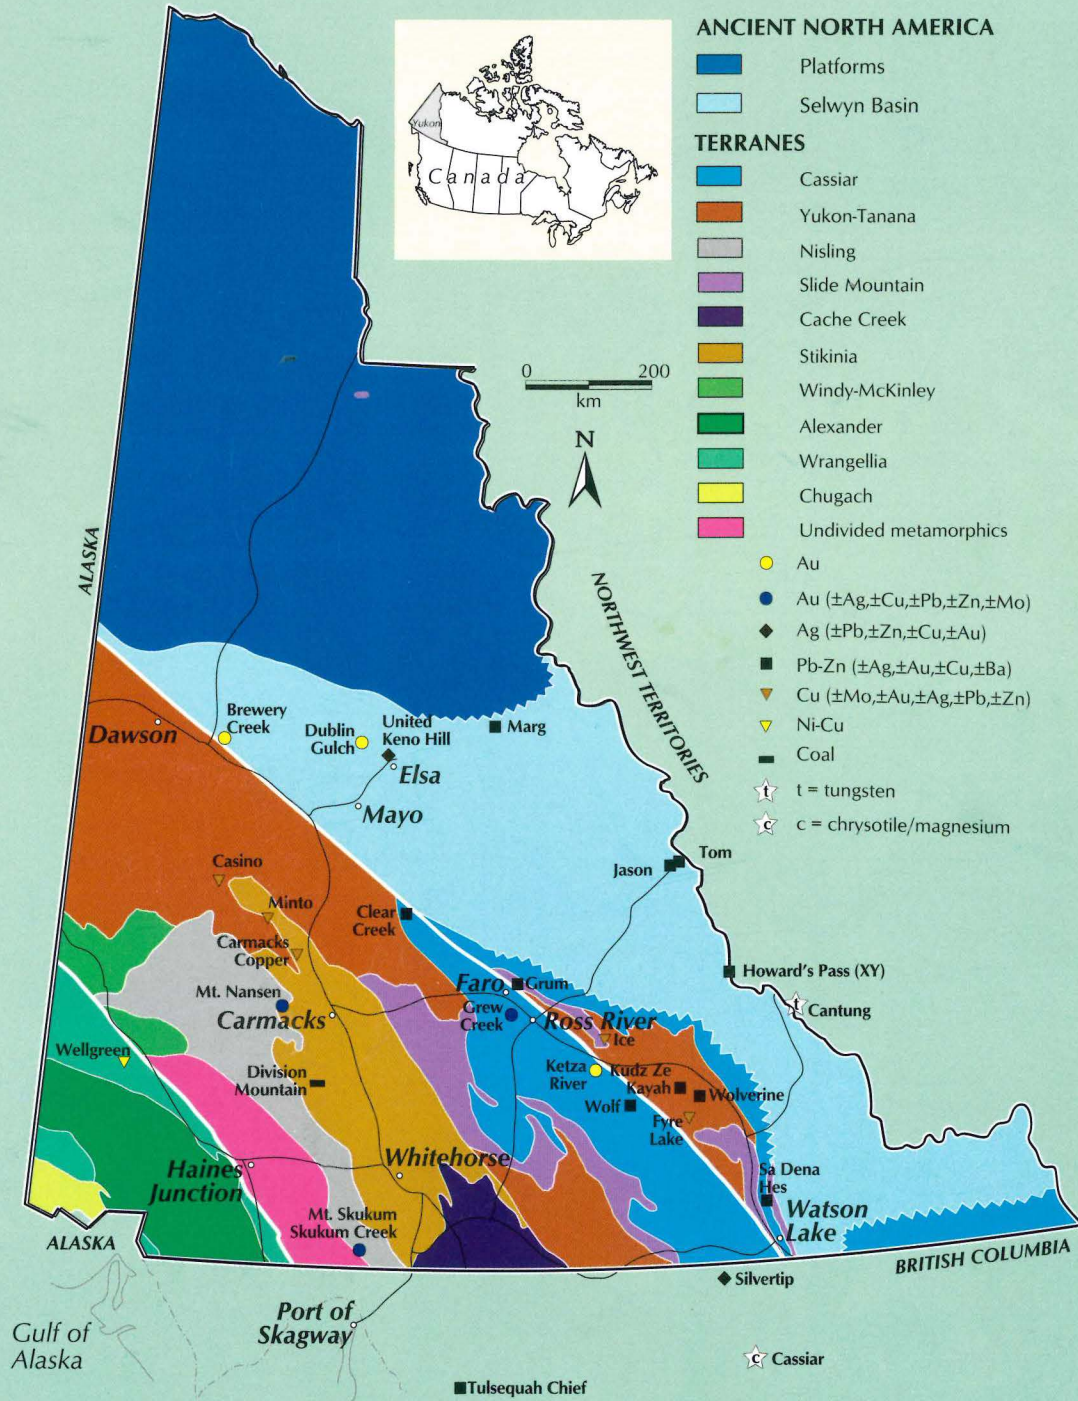 ANCIENT NORTH AMERICA
Platforms
Selwyn Basin
TERRANES
Cassiar
Yukon-Tanana
Nisling
Slide Mountain
Cache Creek
Stikinia
Windy-McKinley
Alexander
Wrangellia
Chugach
Undivided metamorphics
Au
Au (±Ag,±Cu,±Pb,±Zn,±Mo)
Ag (±Pb,±Zn,±Cu,±Au)
Pb-Zn (±Ag,±Au,±Cu,±Ba)
Cu (±Mo,±Au,±Ag,±Pb,±Zn)
Ni-Cu
Coal
t t = tungsten
c c = chrysotile/magnesium
Yukon
Canada
0 200
km
N
ALASKA
NORTHWEST TERRITORIES
Dawson
Brewery
Creek
Dublin
Gulch
United
Keno Hill
Marg
Elsa
Mayo
Casino
Minto
Clear
Creek
Carmacks
Copper
Jason
Tom
Howard's Pass (XY)
t
Cantung
Mt. Nansen
Carmacks
Faro
Grum
Grew
Creek
Ross River
Ice
Wellgreen
Division
Mountain
Ketza
River
Kudz Ze
Kayah
Wolverine
Wolf
Fyre
Lake
Haines
Junction
Whitehorse
Sa Dena
Hes
Watson
Lake
Mt. Skukum
Skukum Creek
ALASKA
BRITISH COLUMBIA
Silvertip
Port of
Skagway
Gulf of
Alaska
c
Cassiar
Tulsequah Chief